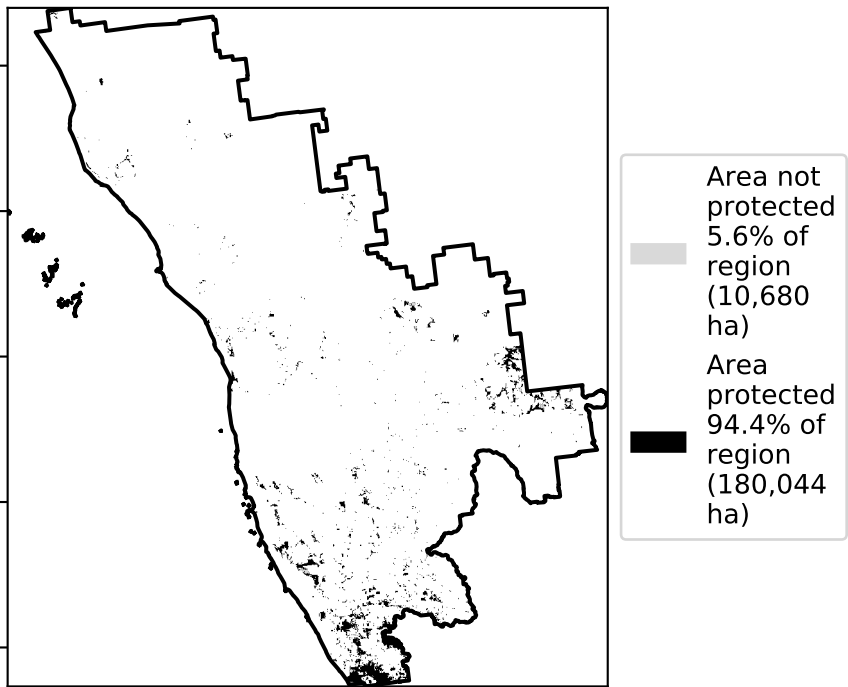 Area not
protected
5.6% of
region
(10,680
ha)
Area
protected
94.4% of
region
(180,044
ha)